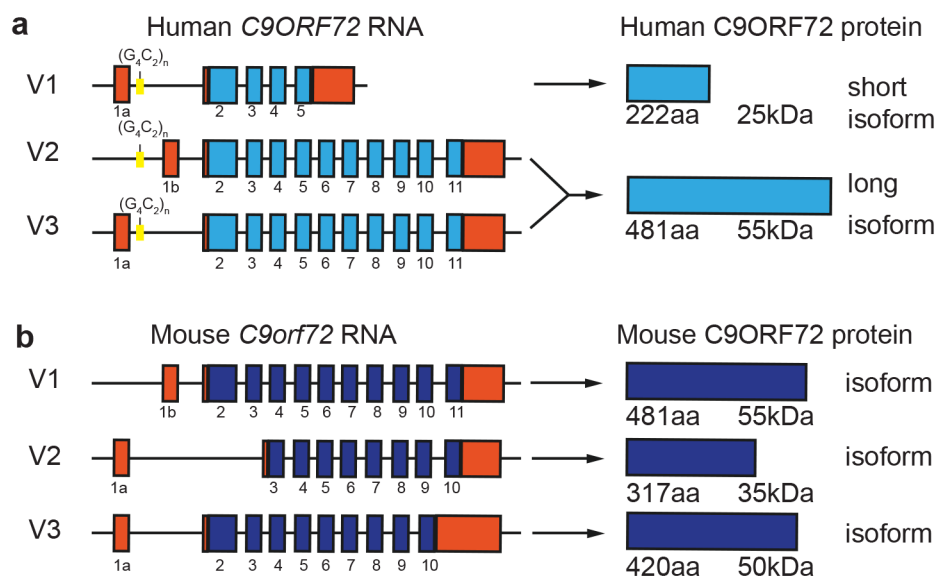 a
Human C9ORF72 RNA
Human C9ORF72 protein
V1
(G4C2)n
1a
2 3 4 5
222aa 25kDa
short
isoform
V2
(G4C2)n
1b
2 3 4 5 6 7 8 9 10 11
V3
(G4C2)n
1a
2 3 4 5 6 7 8 9 10 11
481aa 55kDa
long
isoform
b
Mouse C9orf72 RNA
Mouse C9ORF72 protein
V1
1b
2 3 4 5 6 7 8 9 10 11
481aa 55kDa
isoform
V2
1a
3 4 5 6 7 8 9 10
317aa 35kDa
isoform
V3
1a
2 3 4 5 6 7 8 9 10
420aa 50kDa
isoform